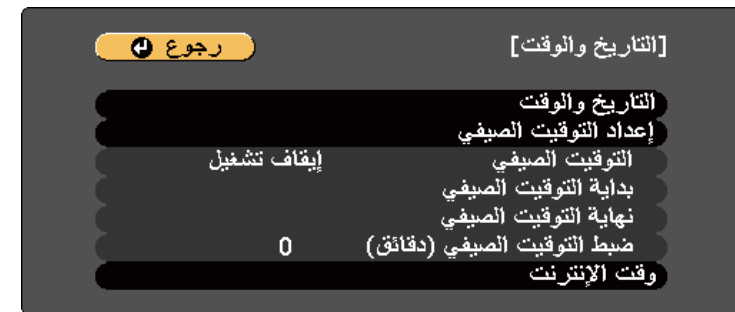 [التاريخ والوقت] رجوع
التاريخ والوقت
إعداد التوقيت الصيفي
التوقيت الصيفي إيقاف تشغيل
بداية التوقيت الصيفي
نهاية التوقيت الصيفي
ضبط التوقيت الصيفي (دقائق) 0
وقت الإنترنت